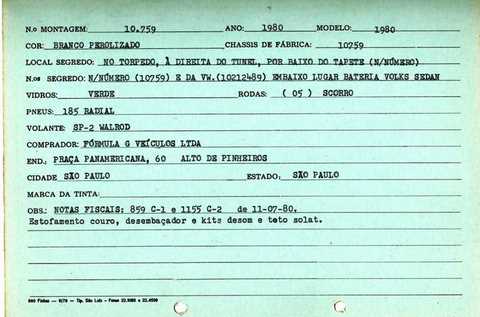 N.o MONTAGEM: 10.759 ANO: 1980 MODELO: 1980
COR: BRANCO PEROLIZADO CHASSIS DE FÁBRICA: 10759
LOCAL SEGREDO: NO TORPEDO, À DIREITA DO TUNEL, POR BAIXO DO TAPETE (N/NÚMERO)
N.os SEGREDO: N/NÚMERO (10759) E DA VW.(10212489) EMBAIXO LUGAR BATERIA VOLKS SEDAN
VIDROS: VERDE RODAS: (05) SCORRO
PNEUS: 185 RADIAL
VOLANTE: SP-2 WALROD
COMPRADOR: FÓRMULA G VEÍCULOS LTDA
END.: PRAÇA PANAMERICANA, 60 ALTO DE PINHEIROS
CIDADE SÃO PAULO ESTADO: SÃO PAULO
MARCA DA TINTA:
OBS.: NOTAS FISCAIS: 859 C-1 e 1155 C-2 de 11-07-80.
Estofamento couro, desembaçador e kits desom e teto solat.
Tip. São Luiz